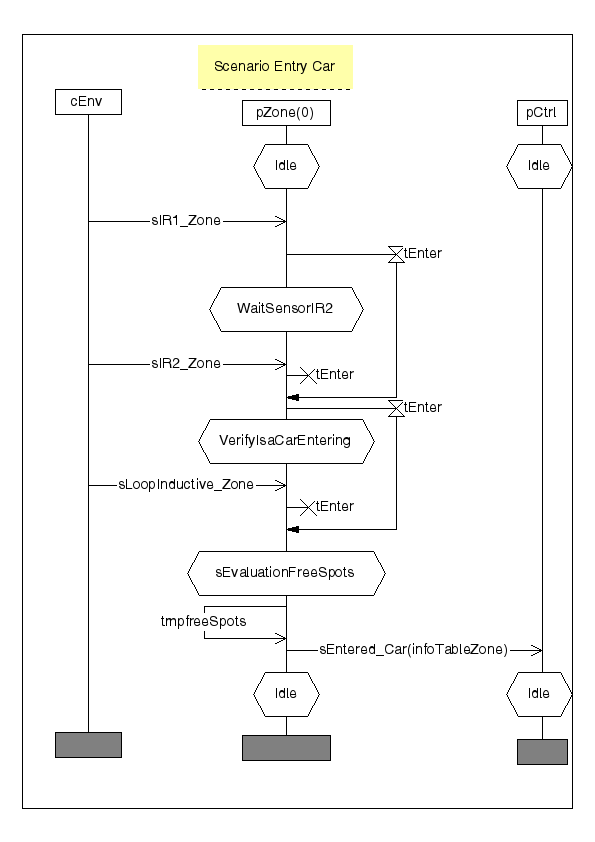 Scenario Entry Car
cEnv
pZone(0)
pCtrl
Idle
Idle
sIR1_Zone
tEnter
WaitSensorIR2
sIR2_Zone
tEnter
tEnter
VerifyIsaCarEntering
sLoopInductive_Zone
tEnter
sEvaluationFreeSpots
tmpfreeSpots
sEntered_Car(infoTableZone)
Idle
Idle